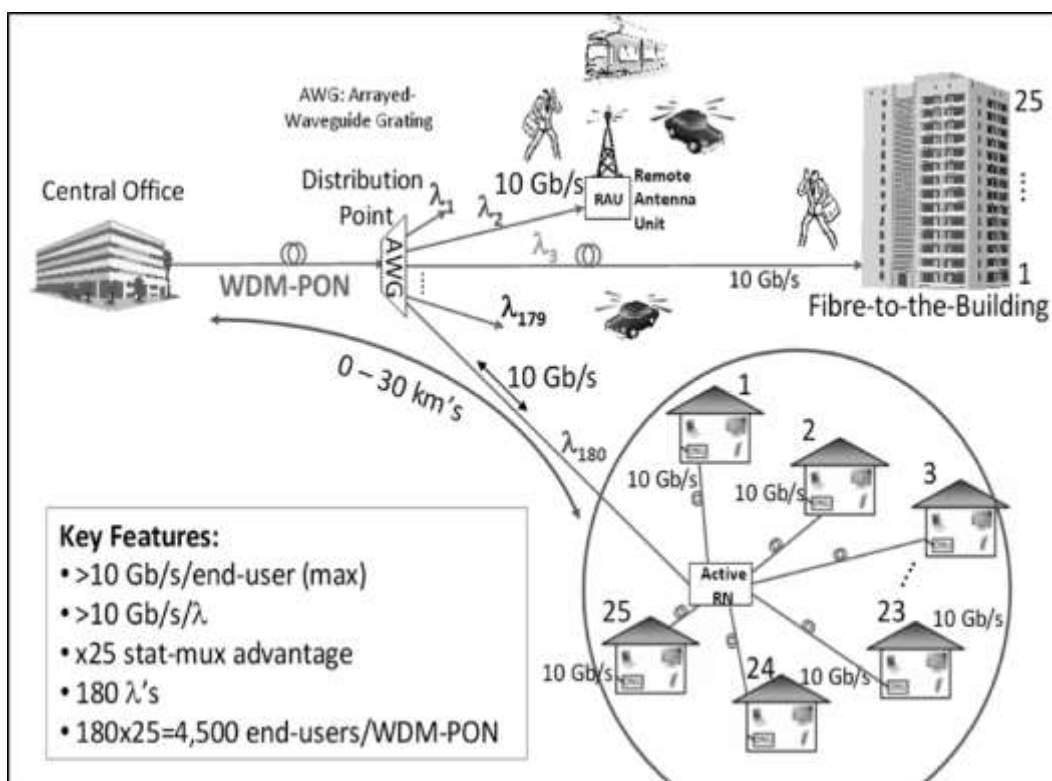 AWG: Arrayed-
Waveguide Grating
Central Office
Distribution
Point
λ1
λ2
10 Gb/s
RAU
Remote
Antenna
Unit
25
1
AWG
WDM-PON
λ3
10 Gb/s
Fibre-to-the-Building
λ179
0 – 30 km's
10 Gb/s
λ180
1
10 Gb/s
2
10 Gb/s
3
Active
RN
25
10 Gb/s
10 Gb/s
24
10 Gb/s
23
10 Gb/s
Key Features:
• >10 Gb/s/end-user (max)
• >10 Gb/s/λ
• x25 stat-mux advantage
• 180 λ's
• 180x25=4,500 end-users/WDM-PON